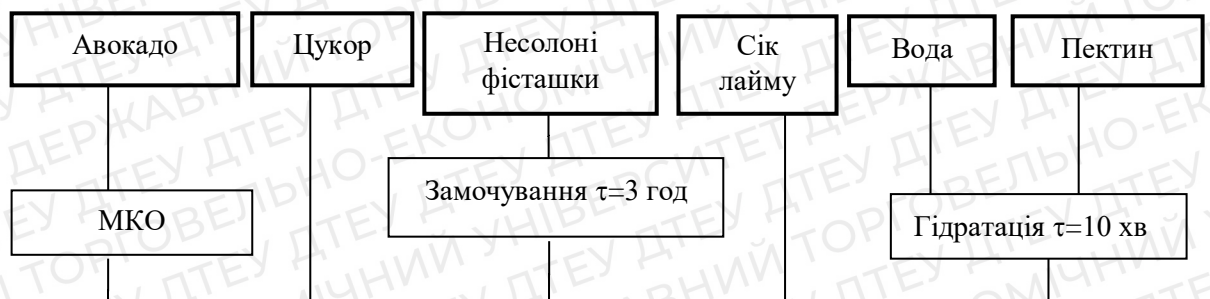 Авокадо
Цукор
Несолоні
фісташки
Сік
лайму
Вода
Пектин
МКО
Замочування τ=3 год
Гідратація τ=10 хв